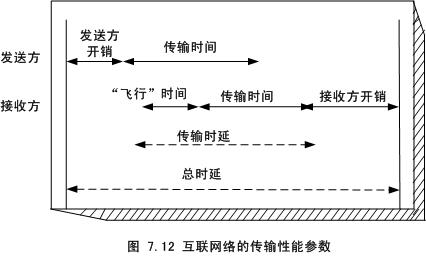 发送方
开销
传输时间
发送方
“飞行”时间
传输时间
接收方开销
接收方
传输时延
总时延
图 7.12 互联网络的传输性能参数